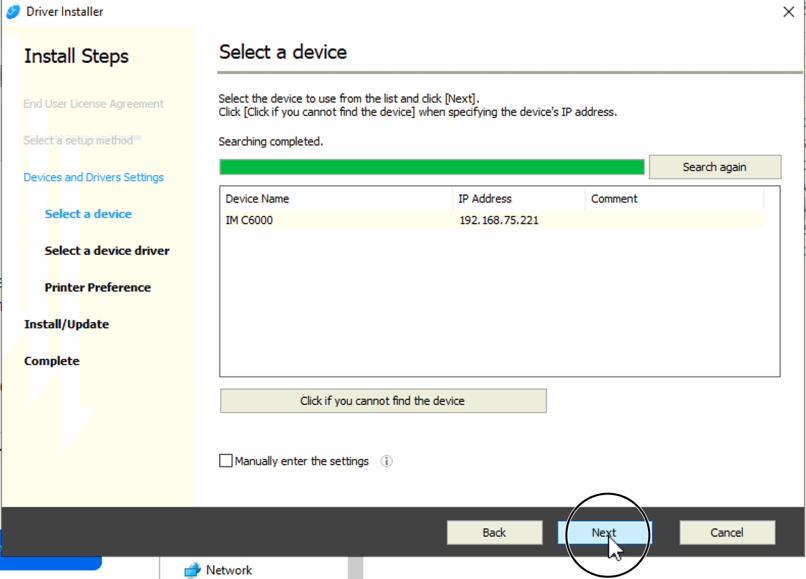 Driver Installer
Install Steps
End User License Agreement
Select a setup method
Devices and Drivers Settings
Select a device
Select a device driver
Printer Preference
Install/Update
Complete
Select a device
Select the device to use from the list and click [Next].
Click [Click if you cannot find the device] when specifying the device's IP address.
Searching completed.
Search again
Device Name IP Address Comment
IM C6000 192.168.75.221
Click if you cannot find the device
Manually enter the settings
Back Next Cancel
Network